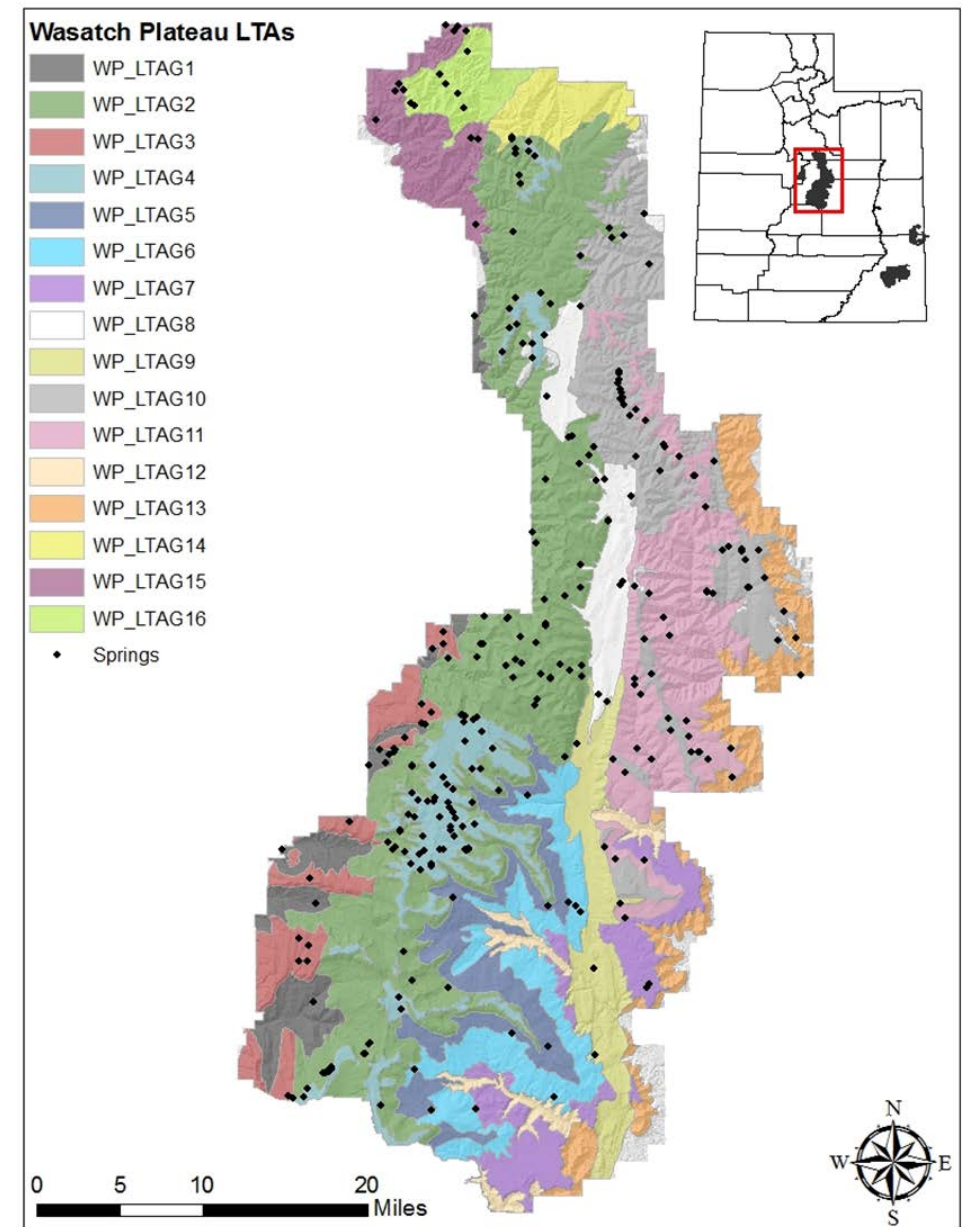 Wasatch Plateau LTAs
WP_LTAG1
WP_LTAG2
WP_LTAG3
WP_LTAG4
WP_LTAG5
WP_LTAG6
WP_LTAG7
WP_LTAG8
WP_LTAG9
WP_LTAG10
WP_LTAG11
WP_LTAG12
WP_LTAG13
WP_LTAG14
WP_LTAG15
WP_LTAG16
Springs
N
W E
S
0 5 10 20
Miles